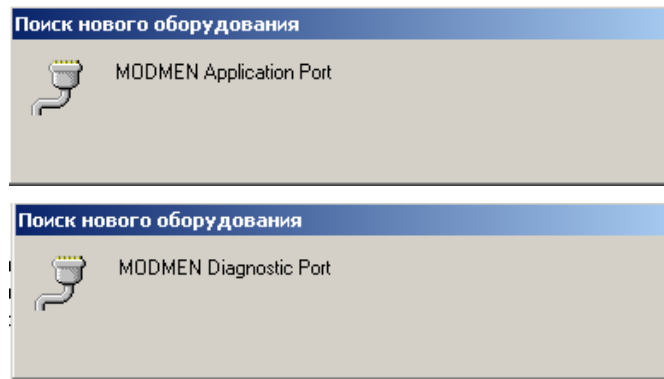 Поиск нового оборудования
MODMEN Application Port
Поиск нового оборудования
MODMEN Diagnostic Port